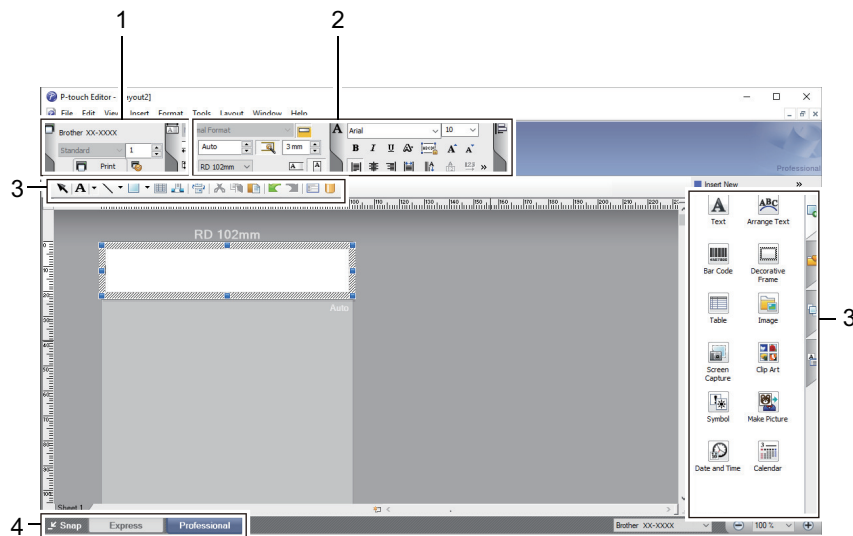 1
2
P-touch Editor - [Layout2]
File Edit View Insert Format Tools Layout Window Help
Brother XX-XXXX
Standard
1
Print
Auto
3 mm
RD 102mm
A
Arial
10
B I U
Professional
3
Insert New
RD 102mm
Auto
Text
Arrange Text
Bar Code
Decorative
Frame
Table
Image
3
Screen
Capture
Clip Art
Symbol
Make Picture
Date and Time
Calendar
Sheet 1
4
Snap
Express
Professional
Brother XX-XXXX
100 %